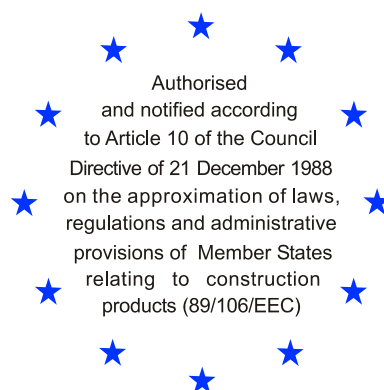 Authorised
and notified according
to Article 10 of the Council
Directive of 21 December 1988
on the approximation of laws,
regulations and administrative
provisions of Member States
relating to construction
products (89/106/EEC)